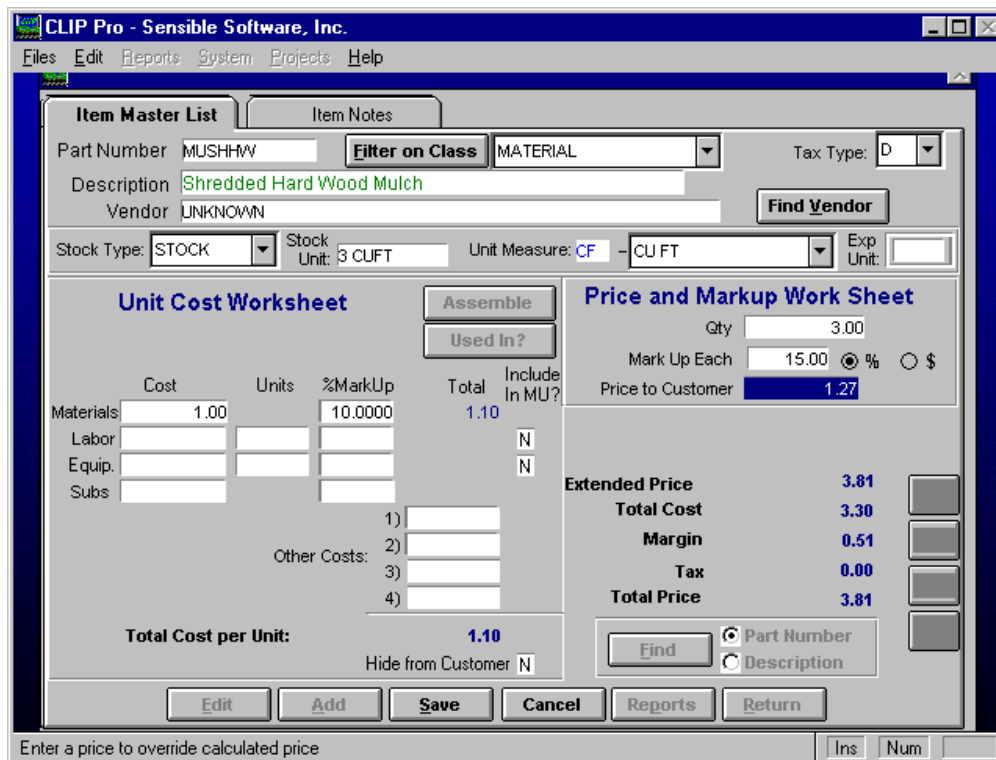 CLIP Pro - Sensible Software, Inc.
Files Edit Reports System Projects Help
Item Master List Item Notes
Part Number MUSHHW Filter on Class MATERIAL Tax Type: D
Description Shredded Hard Wood Mulch
Vendor UNKNOWN Find Vendor
Stock Type: STOCK Stock Unit: 3 CUFT Unit Measure: CF - CU FT Exp Unit:
Unit Cost Worksheet Assemble
Used In?
Cost Units %MarkUp Total Include In MU?
Materials 1.00 10.0000 1.10
Labor N
Equip. N
Subs
Other Costs:
1)
2)
3)
4)
Total Cost per Unit: 1.10
Hide from Customer N
Price and Markup Work Sheet
Qty 3.00
Mark Up Each 15.00 % $
Price to Customer 1.27
Extended Price 3.81
Total Cost 3.30
Margin 0.51
Tax 0.00
Total Price 3.81
Find Part Number
Description
Edit Add Save Cancel Reports Return
Enter a price to override calculated price Ins Num